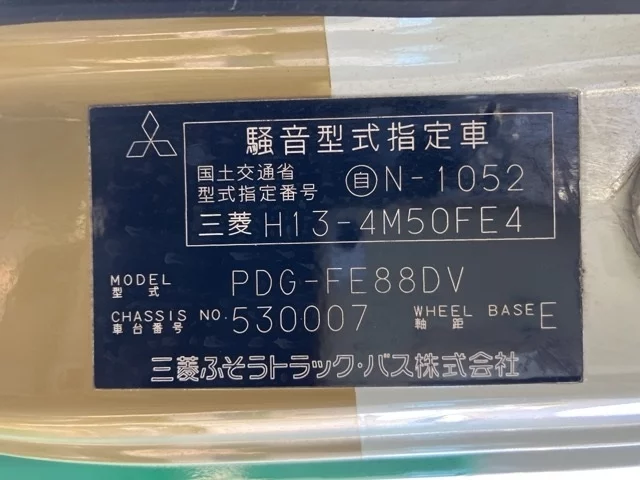 騒音型式指定車
国土交通省
型式指定番号 自N-1052
三菱 H13-4M50FE4
MODEL
型式 PDG-FE88DV
CHASSIS NO.
車台番号 530007 WHEEL BASE
軸距 E
三菱ふそうトラック・バス株式会社